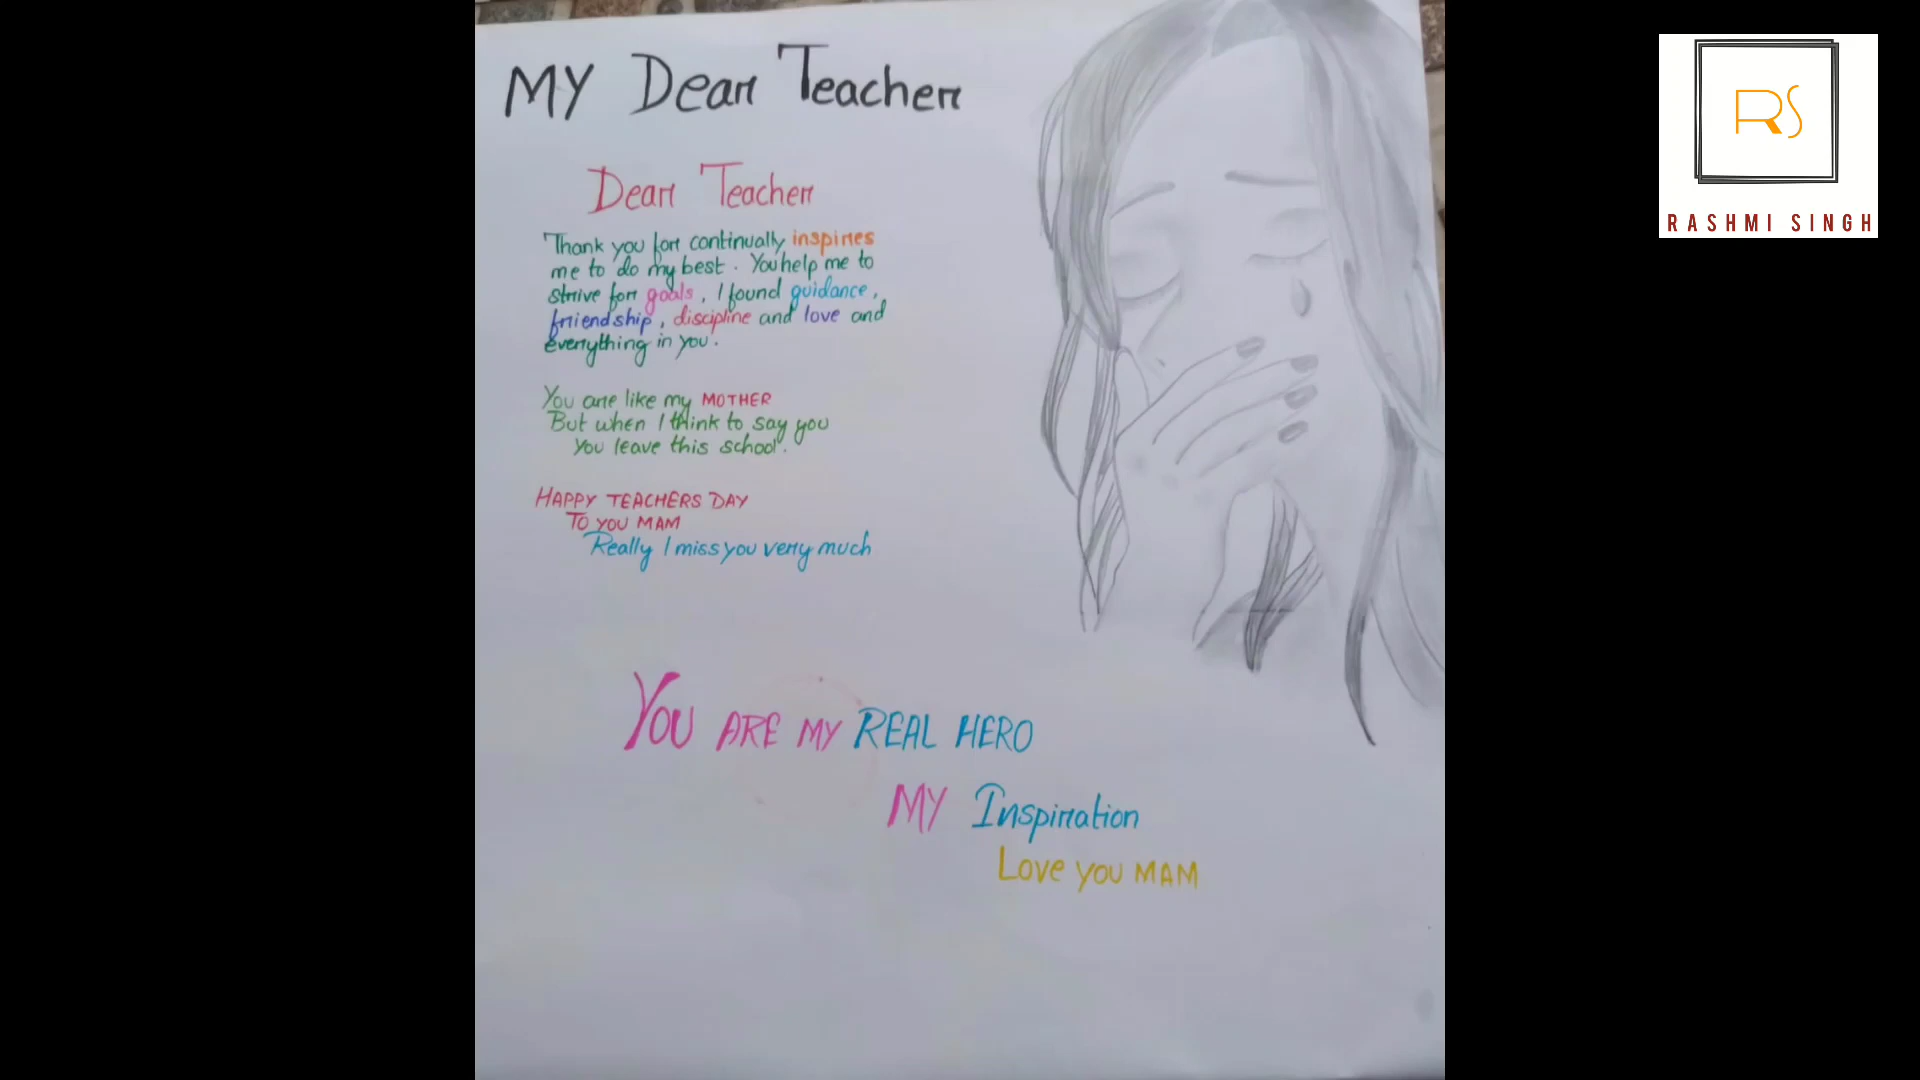 MY Dear Teacher
Dear Teacher
Thank you for continually inspires
me to do my best. You help me to
strive for goals, I found guidance,
friendship, discipline and love and
everything in you.
You are like my MOTHER
But when I think to say you
You leave this school.
HAPPY TEACHERS DAY
TO YOU MAM
Really I miss you very much
YOU ARE MY REAL HERO
MY Inspiration
Love you MAM
RS
RASHMI SINGH